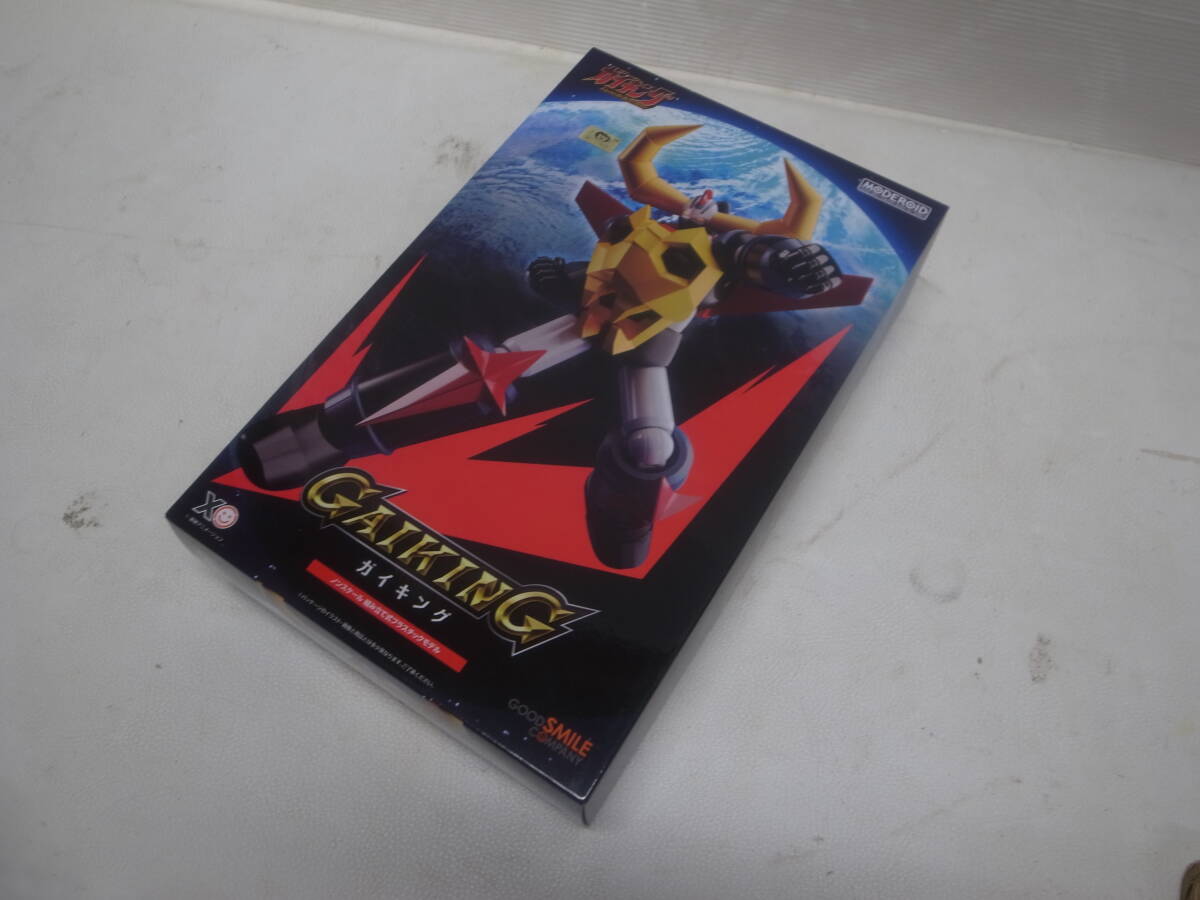 ガイキング
MODEROID
GAIKING
ガイキング
ノンスケール 組み立て式プラスチックモデル
GOOD
SMILE
COMPANY